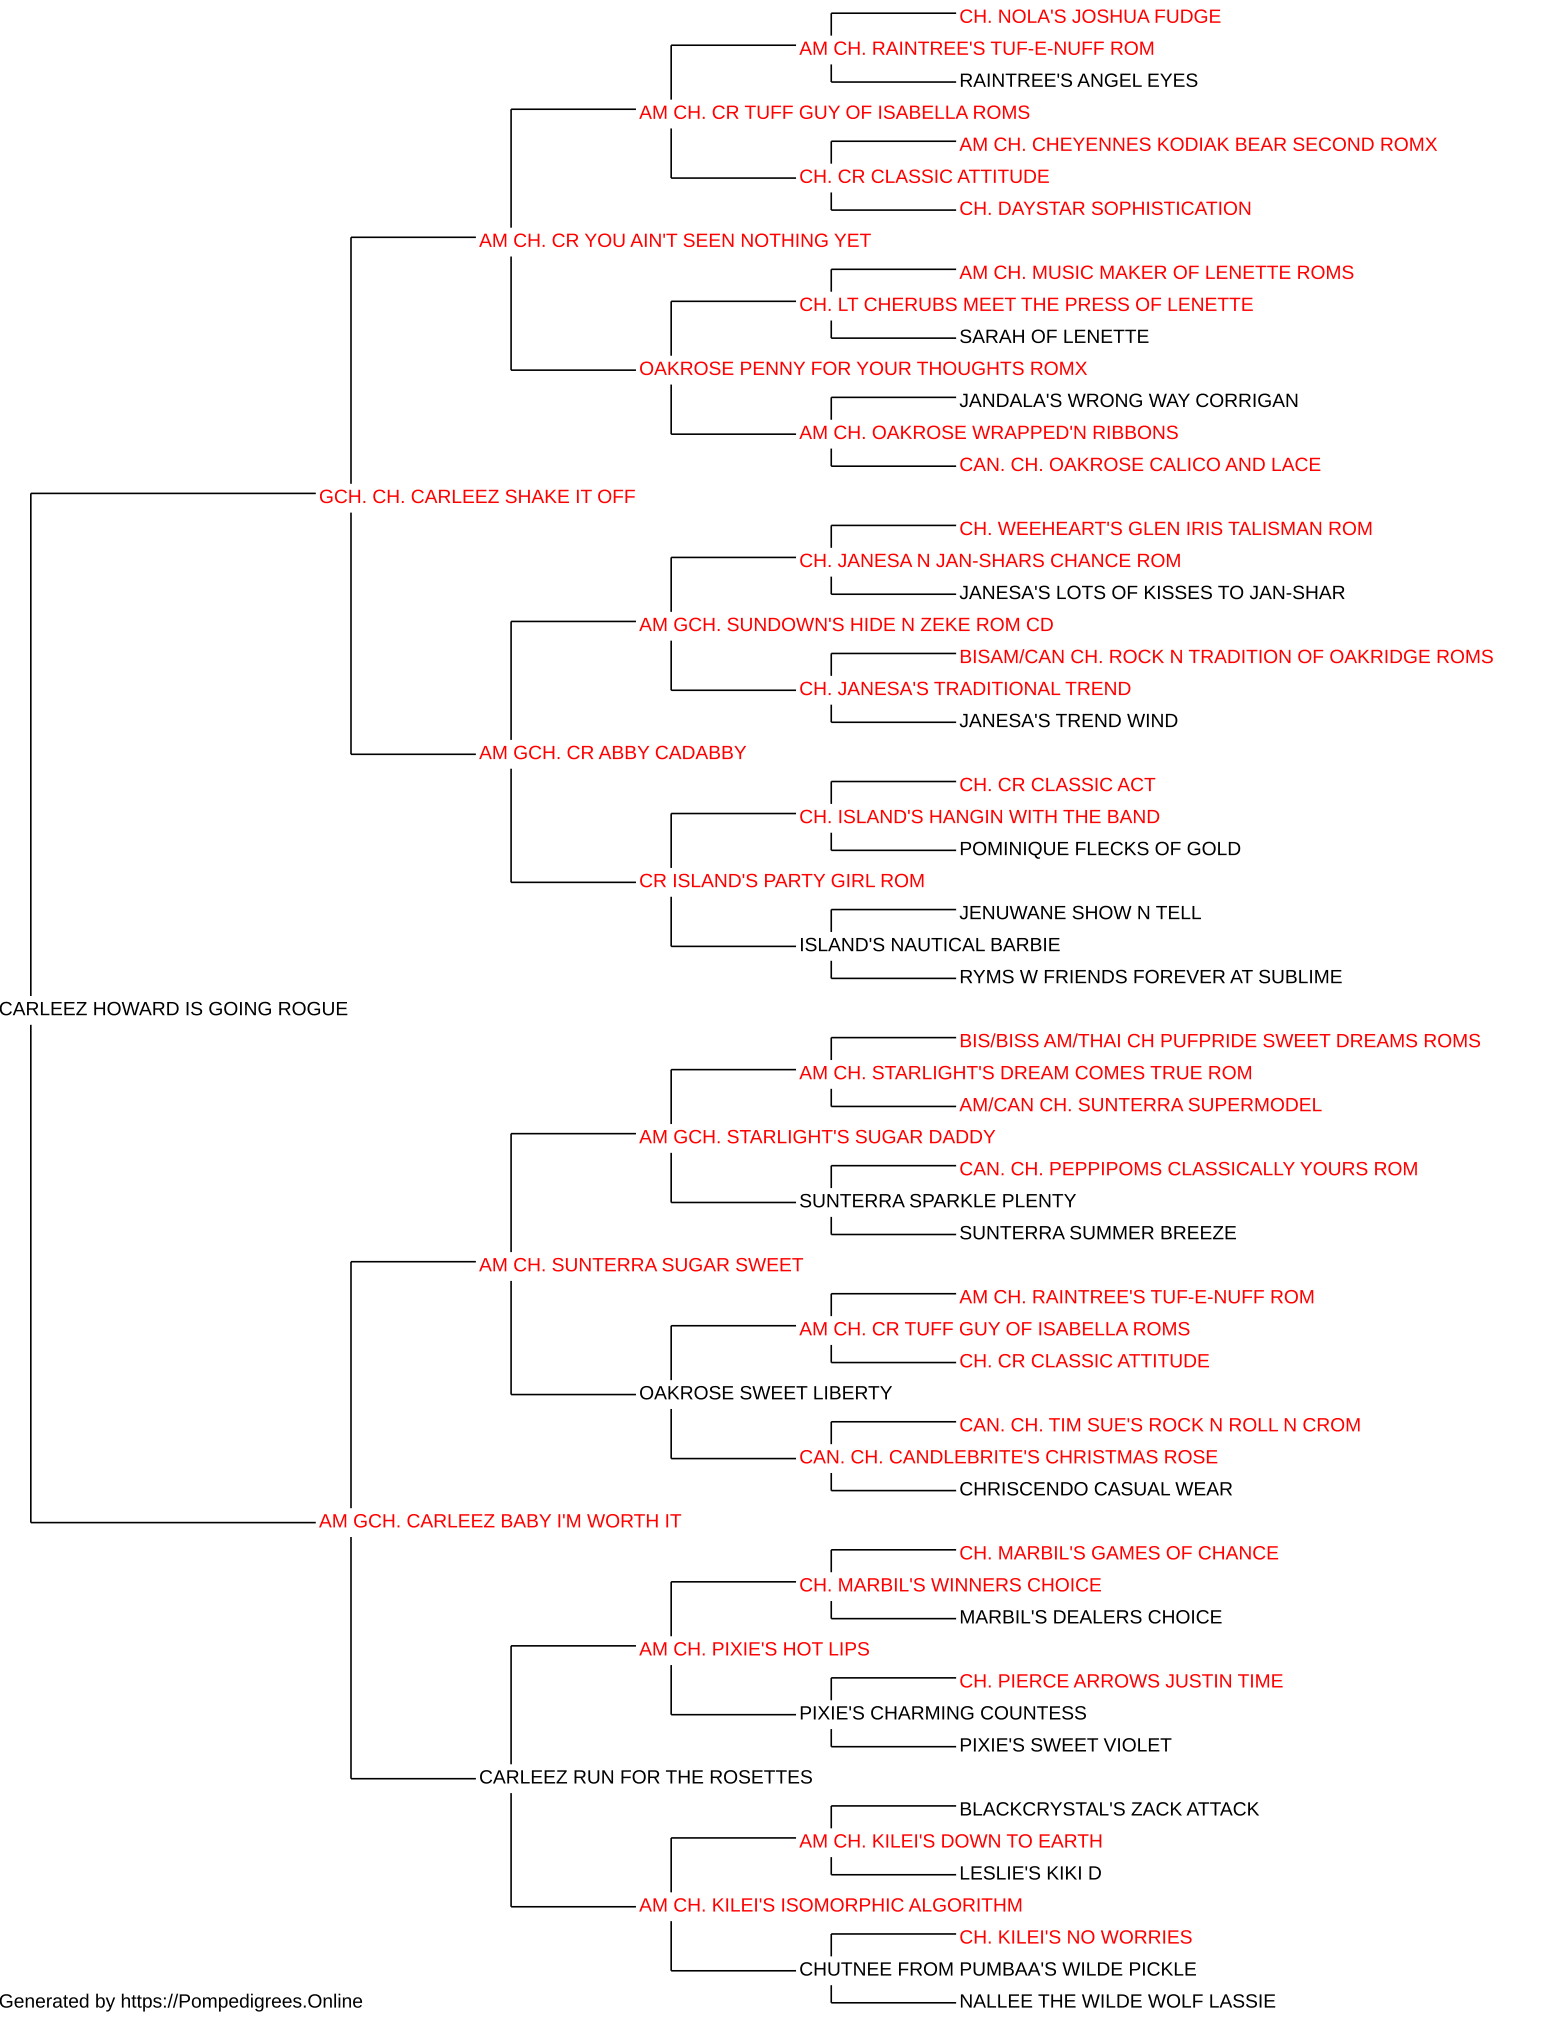 CH. NOLA'S JOSHUA FUDGE
AM CH. RAINTREE'S TUF-E-NUFF ROM
RAINTREE'S ANGEL EYES
AM CH. CR TUFF GUY OF ISABELLA ROMS
AM CH. CHEYENNES KODIAK BEAR SECOND ROMX
CH. CR CLASSIC ATTITUDE
CH. DAYSTAR SOPHISTICATION
AM CH. CR YOU AIN'T SEEN NOTHING YET
AM CH. MUSIC MAKER OF LENETTE ROMS
CH. LT CHERUBS MEET THE PRESS OF LENETTE
SARAH OF LENETTE
OAKROSE PENNY FOR YOUR THOUGHTS ROMX
JANDALA'S WRONG WAY CORRIGAN
AM CH. OAKROSE WRAPPED'N RIBBONS
CAN. CH. OAKROSE CALICO AND LACE
GCH. CH. CARLEEZ SHAKE IT OFF
CH. WEEHEART'S GLEN IRIS TALISMAN ROM
CH. JANESA N JAN-SHARS CHANCE ROM
JANESA'S LOTS OF KISSES TO JAN-SHAR
AM GCH. SUNDOWN'S HIDE N ZEKE ROM CD
BISAM/CAN CH. ROCK N TRADITION OF OAKRIDGE ROMS
CH. JANESA'S TRADITIONAL TREND
JANESA'S TREND WIND
AM GCH. CR ABBY CADABBY
CH. CR CLASSIC ACT
CH. ISLAND'S HANGIN WITH THE BAND
POMINIQUE FLECKS OF GOLD
CR ISLAND'S PARTY GIRL ROM
JENUWANE SHOW N TELL
ISLAND'S NAUTICAL BARBIE
RYMS W FRIENDS FOREVER AT SUBLIME
CARLEEZ HOWARD IS GOING ROGUE
BIS/BISS AM/THAI CH PUFPRIDE SWEET DREAMS ROMS
AM CH. STARLIGHT'S DREAM COMES TRUE ROM
AM/CAN CH. SUNTERRA SUPERMODEL
AM GCH. STARLIGHT'S SUGAR DADDY
CAN. CH. PEPPIPOMS CLASSICALLY YOURS ROM
SUNTERRA SPARKLE PLENTY
SUNTERRA SUMMER BREEZE
AM CH. SUNTERRA SUGAR SWEET
AM CH. RAINTREE'S TUF-E-NUFF ROM
AM CH. CR TUFF GUY OF ISABELLA ROMS
CH. CR CLASSIC ATTITUDE
OAKROSE SWEET LIBERTY
CAN. CH. TIM SUE'S ROCK N ROLL N CROM
CAN. CH. CANDLEBRITE'S CHRISTMAS ROSE
CHRISCENDO CASUAL WEAR
AM GCH. CARLEEZ BABY I'M WORTH IT
CH. MARBIL'S GAMES OF CHANCE
CH. MARBIL'S WINNERS CHOICE
MARBIL'S DEALERS CHOICE
AM CH. PIXIE'S HOT LIPS
CH. PIERCE ARROWS JUSTIN TIME
PIXIE'S CHARMING COUNTESS
PIXIE'S SWEET VIOLET
CARLEEZ RUN FOR THE ROSETTES
BLACKCRYSTAL'S ZACK ATTACK
AM CH. KILEI'S DOWN TO EARTH
LESLIE'S KIKI D
AM CH. KILEI'S ISOMORPHIC ALGORITHM
CH. KILEI'S NO WORRIES
CHUTNEE FROM PUMBAA'S WILDE PICKLE
NALLEE THE WILDE WOLF LASSIE
Generated by https://Pompedigrees.Online